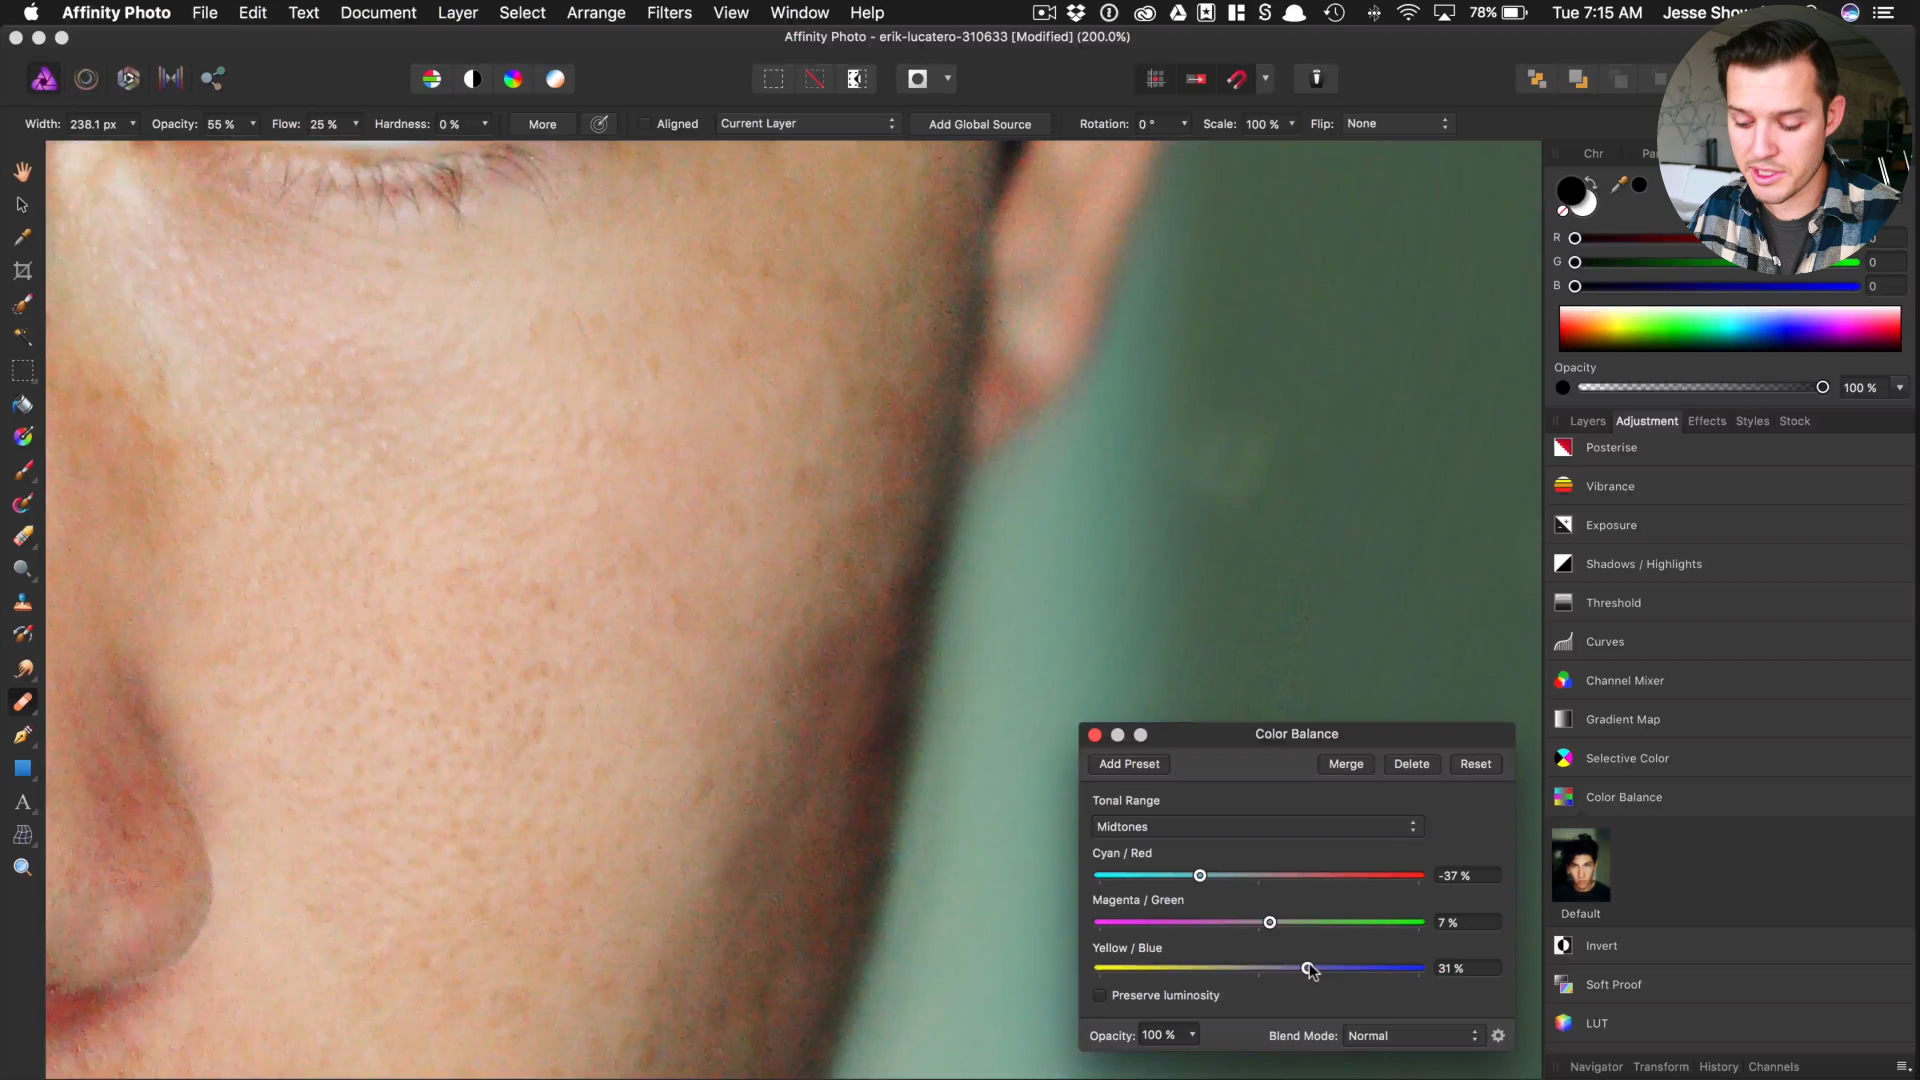 Affinity Photo File Edit Text Document Layer Select Arrange Filters View Window Help 78% Tue 7:15 AM Jesse
Affinity Photo - erik-lucatero-310633 [Modified] (200.0%)
Width: 238.1 px Opacity: 55 % Flow: 25 % Hardness: 0 % More Aligned Current Layer Add Global Source Rotation: 0 ° Scale: 100 % Flip: None
Chr
R
G 0
B 0
Opacity
100 %
Layers Adjustment Effects Styles Stock
Posterise
Vibrance
Exposure
Shadows / Highlights
Threshold
Curves
Channel Mixer
Gradient Map
Selective Color
Color Balance
Default
Invert
Soft Proof
LUT
Navigator Transform History Channels
Color Balance
Add Preset Merge Delete Reset
Tonal Range
Midtones
Cyan / Red
-37 %
Magenta / Green
7 %
Yellow / Blue
31 %
Preserve luminosity
Opacity: 100 % Blend Mode: Normal